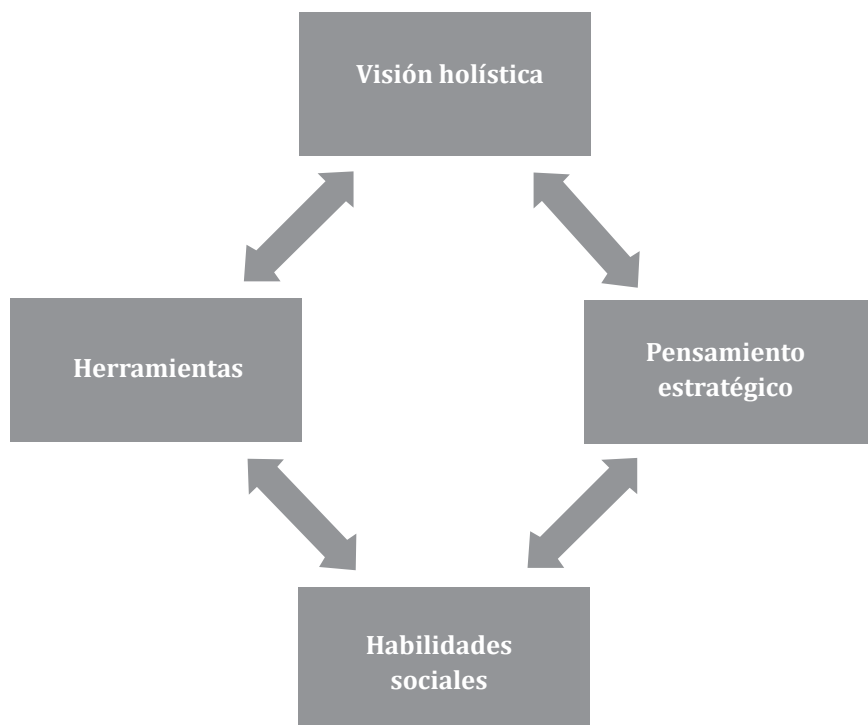 Visión holística
Herramientas
Pensamiento
estratégico
Habilidades
sociales